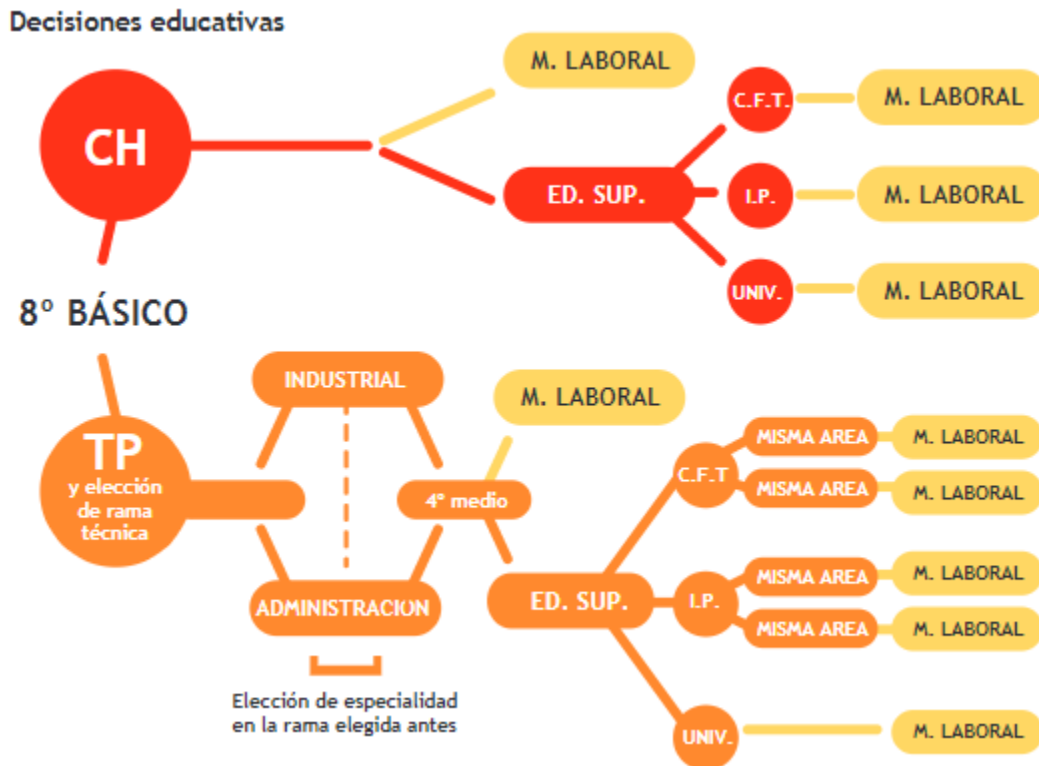 Decisiones educativas
M. LABORAL
CH
C.F.T.
M. LABORAL
ED. SUP.
I.P.
M. LABORAL
UNIV.
M. LABORAL
8º BÁSICO
INDUSTRIAL
M. LABORAL
TP
y elección
de rama
técnica
4º medio
ADMINISTRACION
Elección de especialidad
en la rama elegida antes
ED. SUP.
C.F.T
MISMA AREA
M. LABORAL
MISMA AREA
M. LABORAL
I.P.
MISMA AREA
M. LABORAL
MISMA AREA
M. LABORAL
UNIV.
M. LABORAL